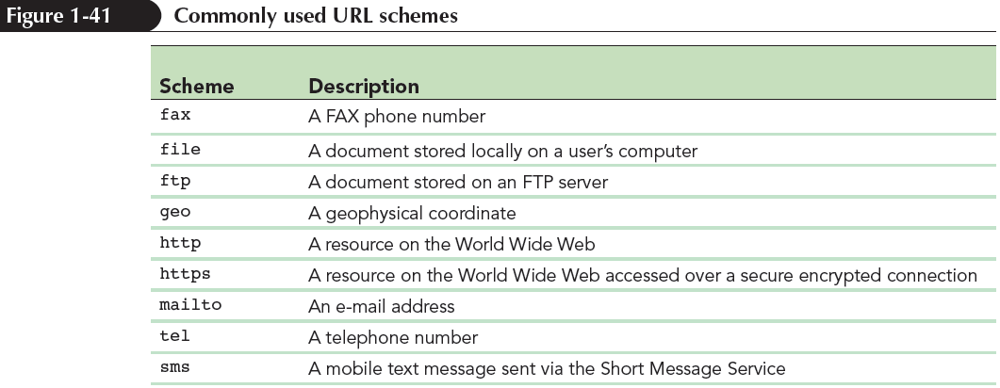 Figure 1-41 Commonly used URL schemes
Scheme Description
fax A FAX phone number
file A document stored locally on a user’s computer
ftp A document stored on an FTP server
geo A geophysical coordinate
http A resource on the World Wide Web
https A resource on the World Wide Web accessed over a secure encrypted connection
mailto An e-mail address
tel A telephone number
sms A mobile text message sent via the Short Message Service